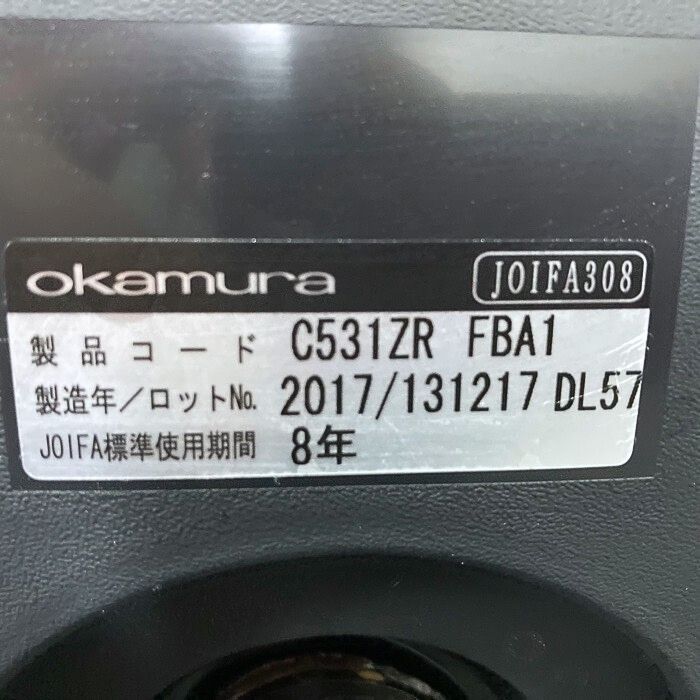 okamura JOIFA308
製品コード C531ZR FBA1
製造年/ロットNo. 2017/131217 DL57
JOIFA標準使用期間 8年